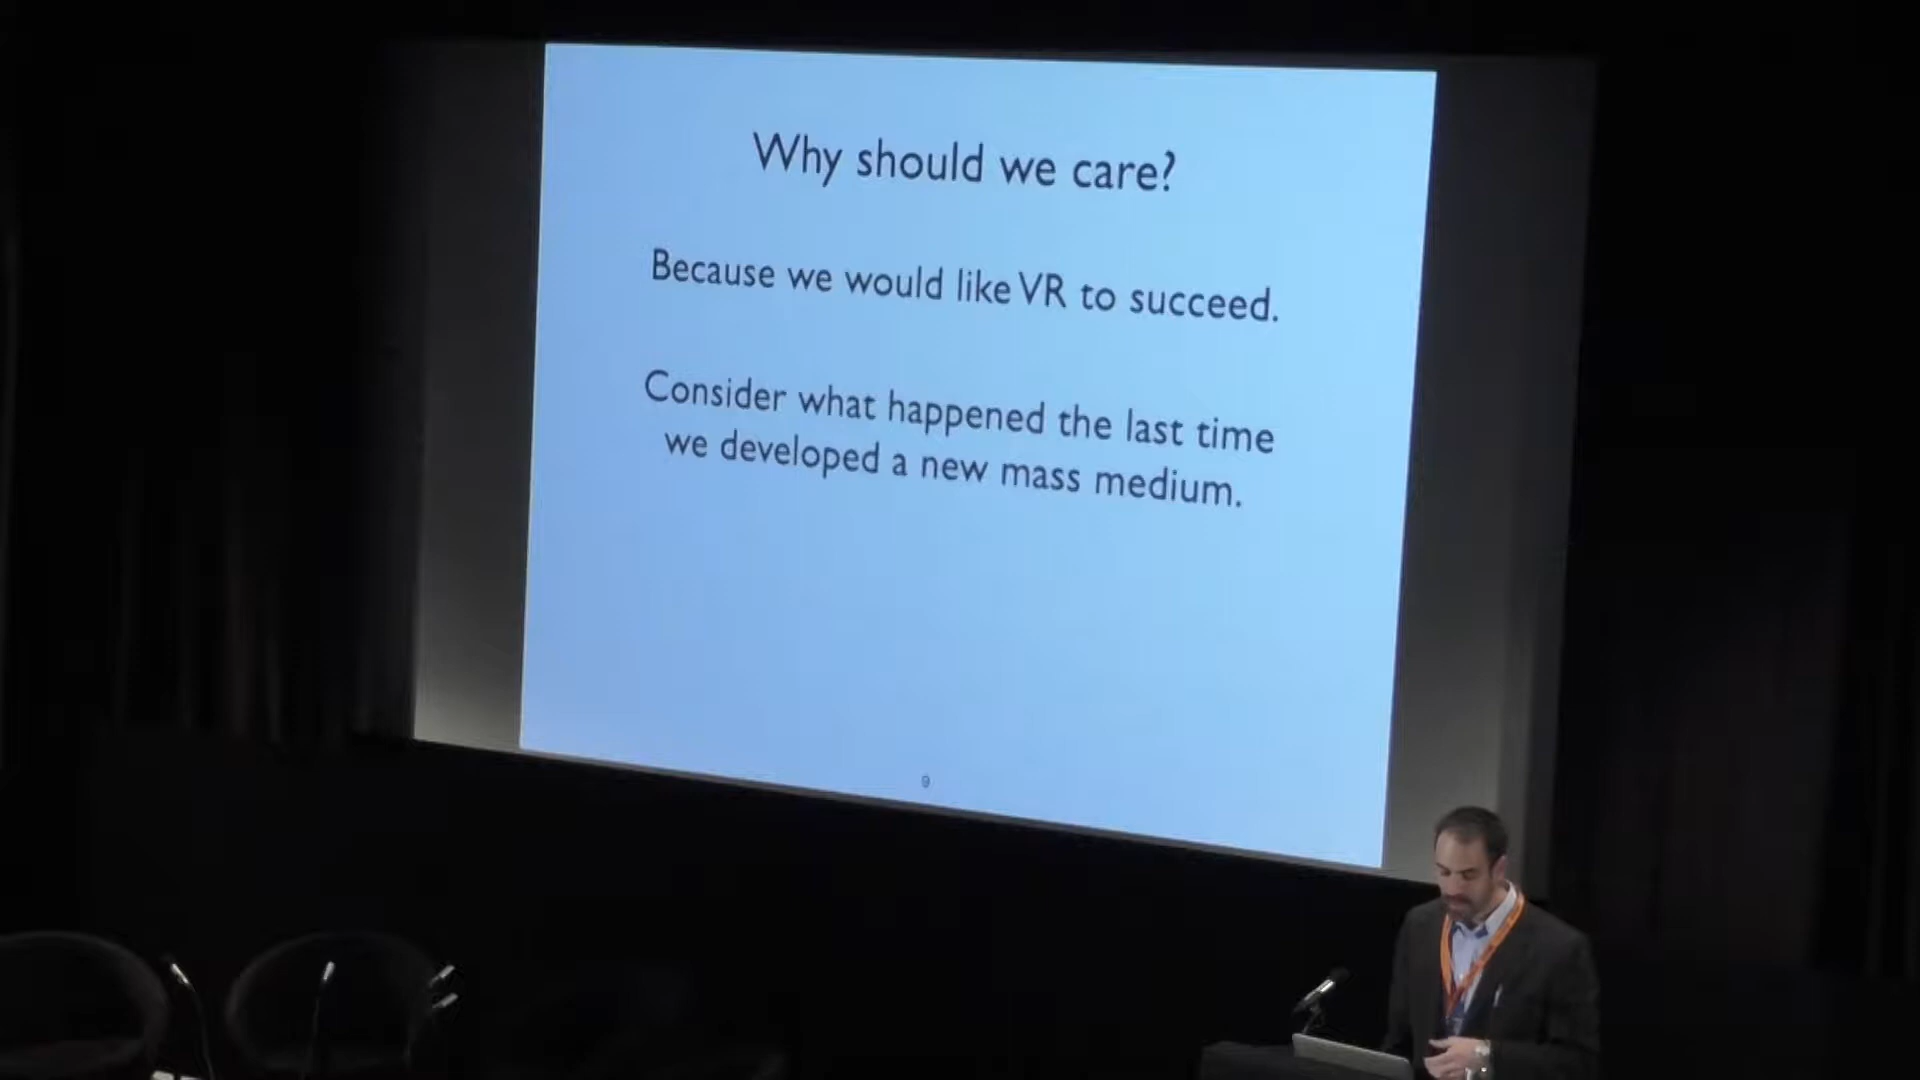 Why should we care?
Because we would like VR to succeed.
Consider what happened the last time
we developed a new mass medium.
9